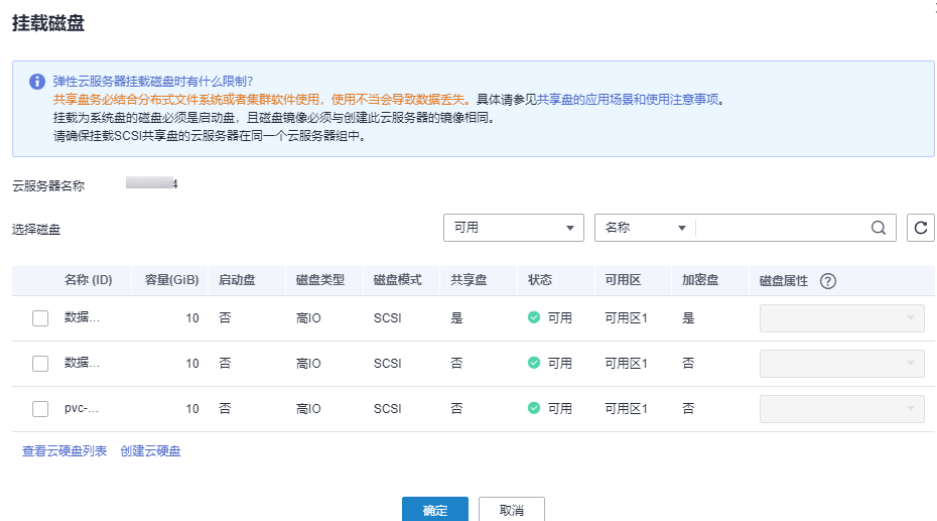 挂载磁盘
弹性云服务器挂载磁盘时有什么限制?
共享盘务必结合分布式文件系统或者集群软件使用，使用不当会导致数据丢失。具体请参见共享盘的应用场景和使用注意事项。
挂载为系统盘的磁盘必须是启动盘，且磁盘镜像必须与创建此云服务器的镜像相同。
请确保挂载SCSI共享盘的云服务器在同一个云服务器组中。
云服务器名称 4
选择磁盘 可用 名称
名称 (ID) 容量(GiB) 启动盘 磁盘类型 磁盘模式 共享盘 状态 可用区 加密盘 磁盘属性 ?
数据... 10 否 高IO SCSI 是 可用 可用区1 是
数据... 10 否 高IO SCSI 否 可用 可用区1 否
pvc-... 10 否 高IO SCSI 否 可用 可用区1 否
查看云硬盘列表 创建云硬盘
确定 取消